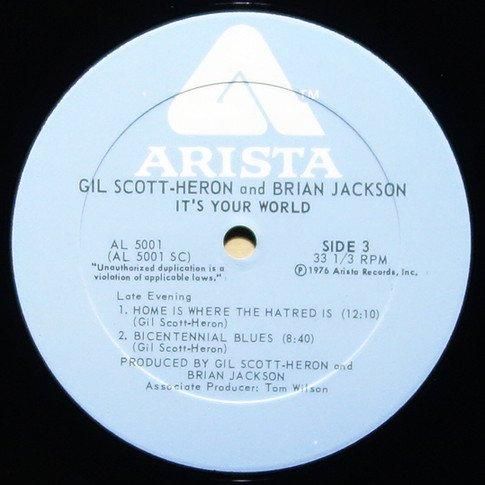 TM
ARISTA
GIL SCOTT-HERON and BRIAN JACKSON
IT'S YOUR WORLD
AL 5001
(AL 5001 SC)
"Unauthorized duplication is a
violation of applicable laws."
SIDE 3
33 1/3 RPM
Ⓟ 1976 Arista Records, Inc.
Late Evening
1. HOME IS WHERE THE HATRED IS (12:10)
(Gil Scott-Heron)
2. BICENTENNIAL BLUES (8:40)
(Gil Scott-Heron)
PRODUCED BY GIL SCOTT-HERON and
BRIAN JACKSON
Associate Producer: Tom Wilson